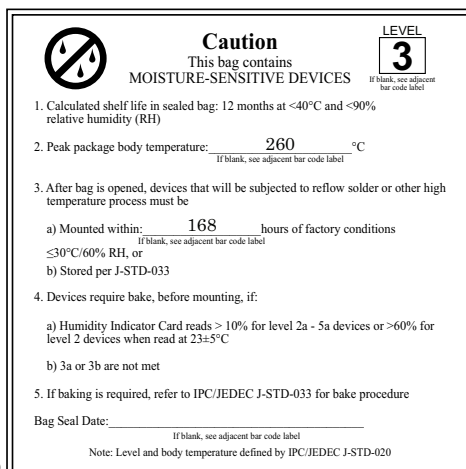 Caution
This bag contains
MOISTURE-SENSITIVE DEVICES
LEVEL
3
If blank, see adjacent
bar code label
1. Calculated shelf life in sealed bag: 12 months at <40°C and <90%
relative humidity (RH)
2. Peak package body temperature: 260 °C
If blank, see adjacent bar code label
3. After bag is opened, devices that will be subjected to reflow solder or other high
temperature process must be
a) Mounted within: 168 hours of factory conditions
If blank, see adjacent bar code label
≤30°C/60% RH, or
b) Stored per J-STD-033
4. Devices require bake, before mounting, if:
a) Humidity Indicator Card reads > 10% for level 2a - 5a devices or >60% for
level 2 devices when read at 23±5°C
b) 3a or 3b are not met
5. If baking is required, refer to IPC/JEDEC J-STD-033 for bake procedure
Bag Seal Date:
If blank, see adjacent bar code label
Note: Level and body temperature defined by IPC/JEDEC J-STD-020